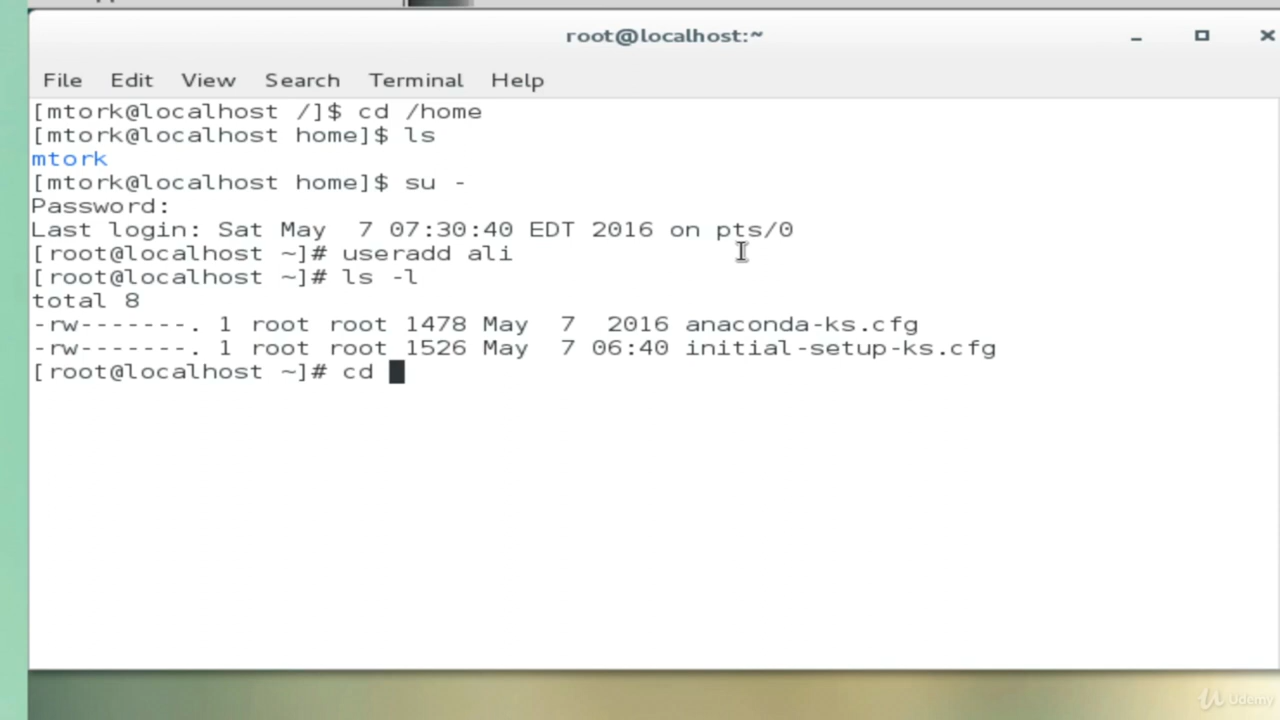 root@localhost:~
File Edit View Search Terminal Help
[mtork@localhost /]$ cd /home
[mtork@localhost home]$ ls
mtork
[mtork@localhost home]$ su -
Password:
Last login: Sat May  7 07:30:40 EDT 2016 on pts/0
[root@localhost ~]# useradd ali
[root@localhost ~]# ls -l
total 8
-rw-------. 1 root root 1478 May  7  2016 anaconda-ks.cfg
-rw-------. 1 root root 1526 May  7 06:40 initial-setup-ks.cfg
[root@localhost ~]# cd
Udemy